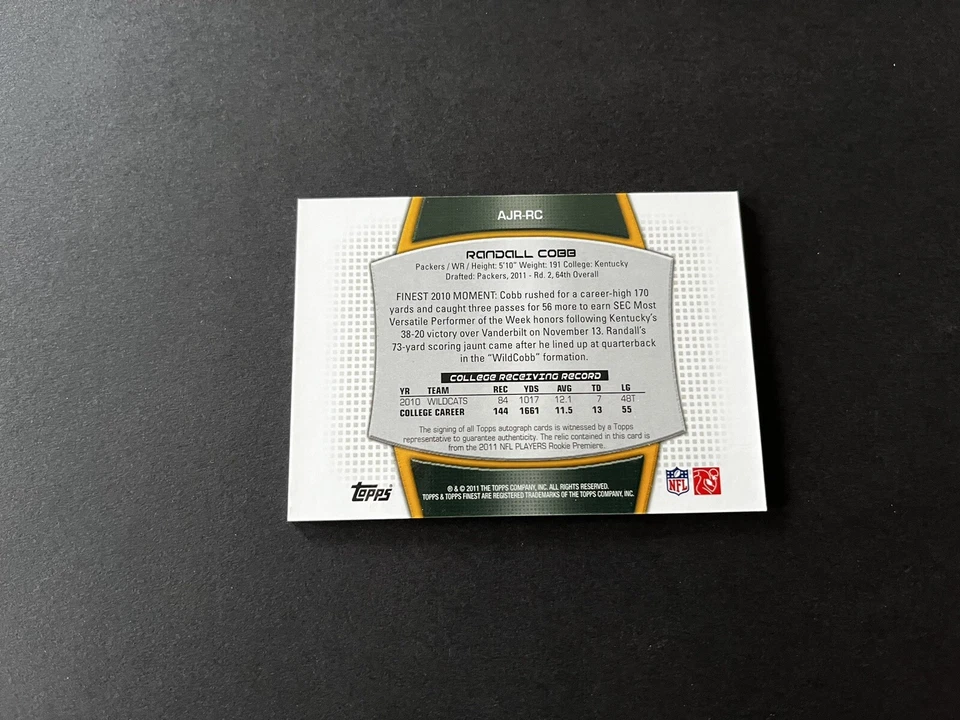 AJR-RC
RANDALL COBB
Packers / WR / Height: 5'10" Weight: 191 College: Kentucky
Drafted: Packers, 2011 - Rd. 2, 64th Overall
FINEST 2010 MOMENT: Cobb rushed for a career-high 170
yards and caught three passes for 56 more to earn SEC Most
Versatile Performer of the Week honors following Kentucky's
38-20 victory over Vanderbilt on November 13. Randall's
73-yard scoring jaunt came after he lined up at quarterback
in the "WildCobb" formation.
COLLEGE RECEIVING RECORD
YR TEAM REC YDS AVG TD LG
2010 WILDCATS 84 1017 12.1 7 48T
COLLEGE CAREER 144 1661 11.5 13 55
The signing of all Topps autograph cards is witnessed by a Topps
representative to guarantee authenticity. The relic contained in this card is
from the 2011 NFL PLAYERS Rookie Premiere.
Topps
® & © 2011 THE TOPPS COMPANY, INC. ALL RIGHTS RESERVED.
TOPPS & TOPPS FINEST ARE REGISTERED TRADEMARKS OF THE TOPPS COMPANY, INC.
NFL